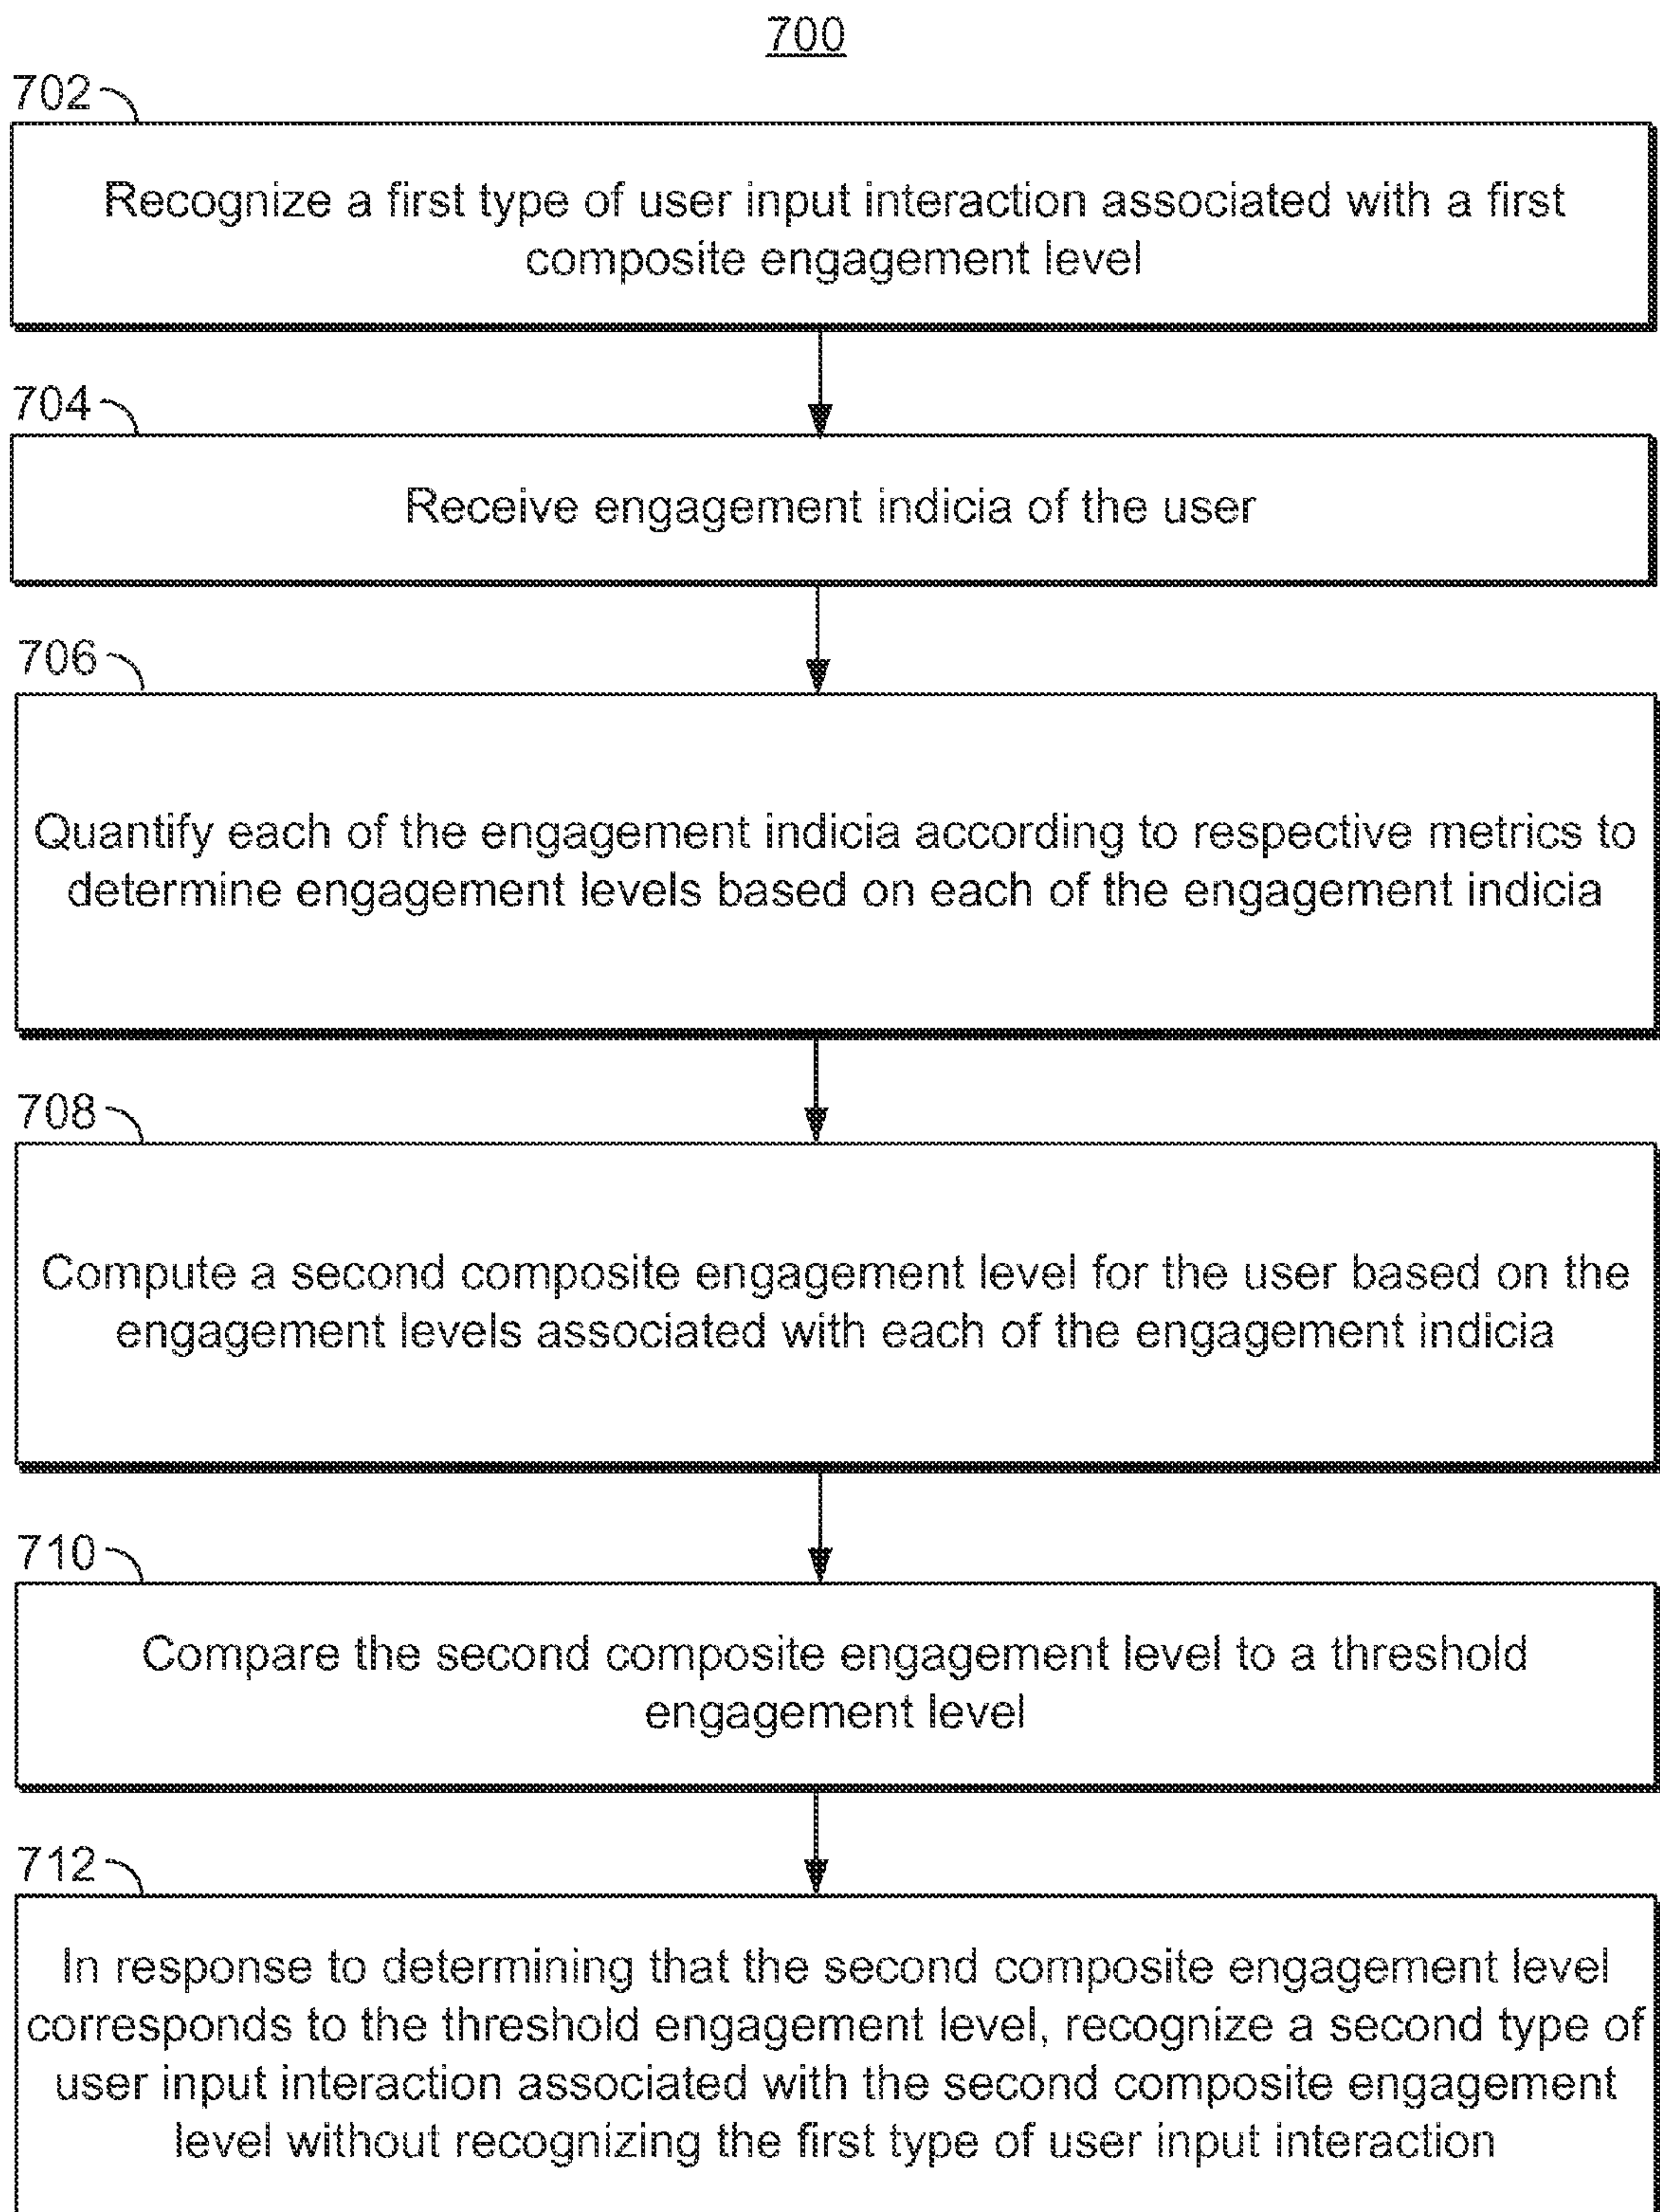 700
702
Recognize a first type of user input interaction associated with a first
composite engagement level
704
Receive engagement indicia of the user
706
Quantify each of the engagement indicia according to respective metrics to
determine engagement levels based on each of the engagement indicia
708
Compute a second composite engagement level for the user based on the
engagement levels associated with each of the engagement indicia
710
Compare the second composite engagement level to a threshold
engagement level
712
In response to determining that the second composite engagement level
corresponds to the threshold engagement level, recognize a second type of
user input interaction associated with the second composite engagement
level without recognizing the first type of user input interaction